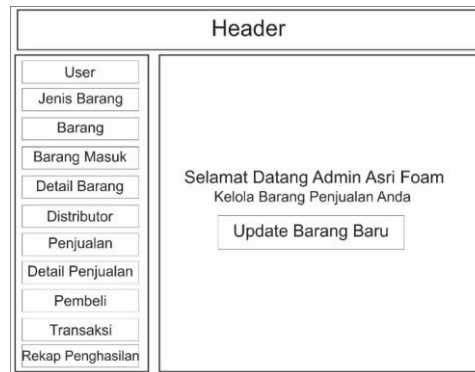 Header
User
Jenis Barang
Barang
Barang Masuk
Detail Barang
Distributor
Penjualan
Detail Penjualan
Pembeli
Transaksi
Rekap Penghasilan
Selamat Datang Admin Asri Foam
Kelola Barang Penjualan Anda
Update Barang Baru